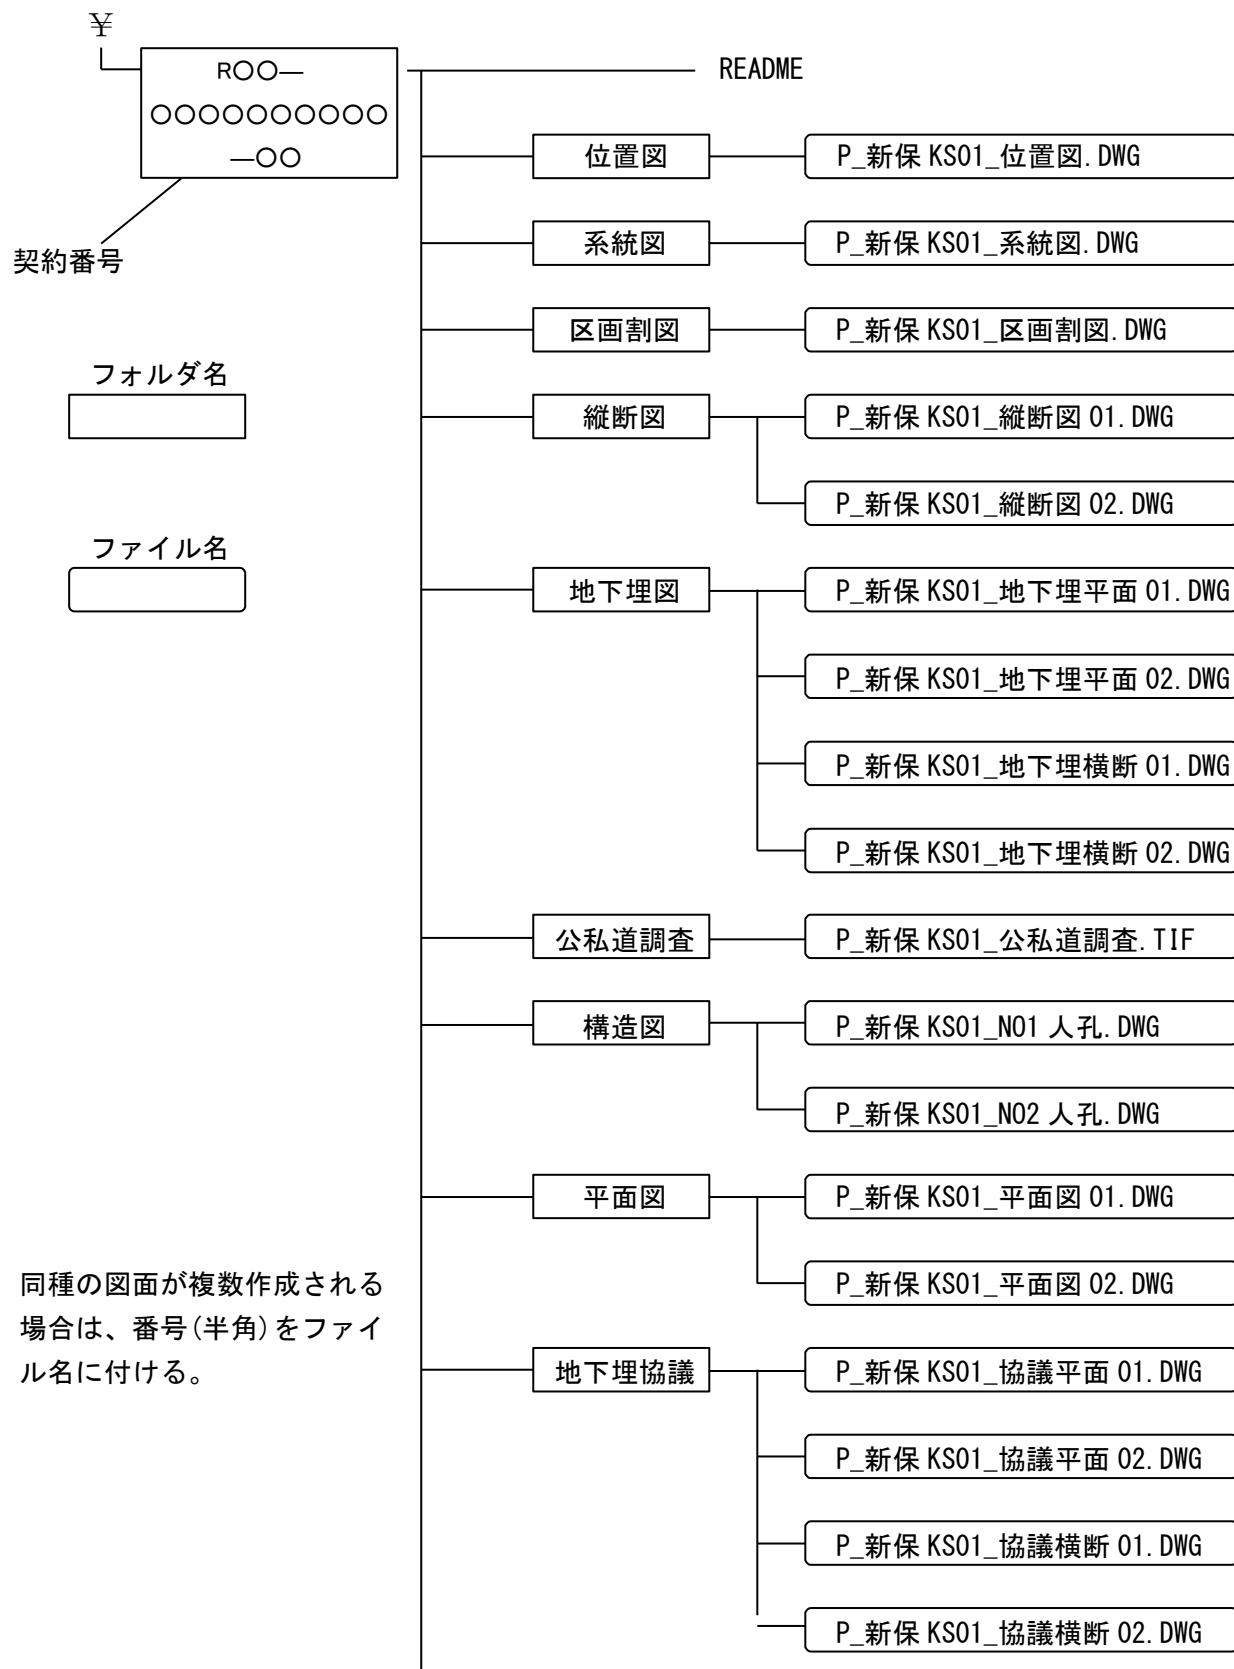 ¥
R○○―
○○○○○○○○○○
―○○
契約番号
README
位置図
P_新保 KS01_位置図.DWG
系統図
P_新保 KS01_系統図.DWG
区画割図
P_新保 KS01_区画割図.DWG
フォルダ名
縦断図
P_新保 KS01_縦断図 01.DWG
P_新保 KS01_縦断図 02.DWG
ファイル名
地下埋図
P_新保 KS01_地下埋平面 01.DWG
P_新保 KS01_地下埋平面 02.DWG
P_新保 KS01_地下埋横断 01.DWG
P_新保 KS01_地下埋横断 02.DWG
公私道調査
P_新保 KS01_公私道調査.TIF
構造図
P_新保 KS01_NO1 人孔.DWG
P_新保 KS01_NO2 人孔.DWG
平面図
P_新保 KS01_平面図 01.DWG
P_新保 KS01_平面図 02.DWG
同種の図面が複数作成される
場合は、番号(半角)をファイ
ル名に付ける。
地下埋協議
P_新保 KS01_協議平面 01.DWG
P_新保 KS01_協議平面 02.DWG
P_新保 KS01_協議横断 01.DWG
P_新保 KS01_協議横断 02.DWG